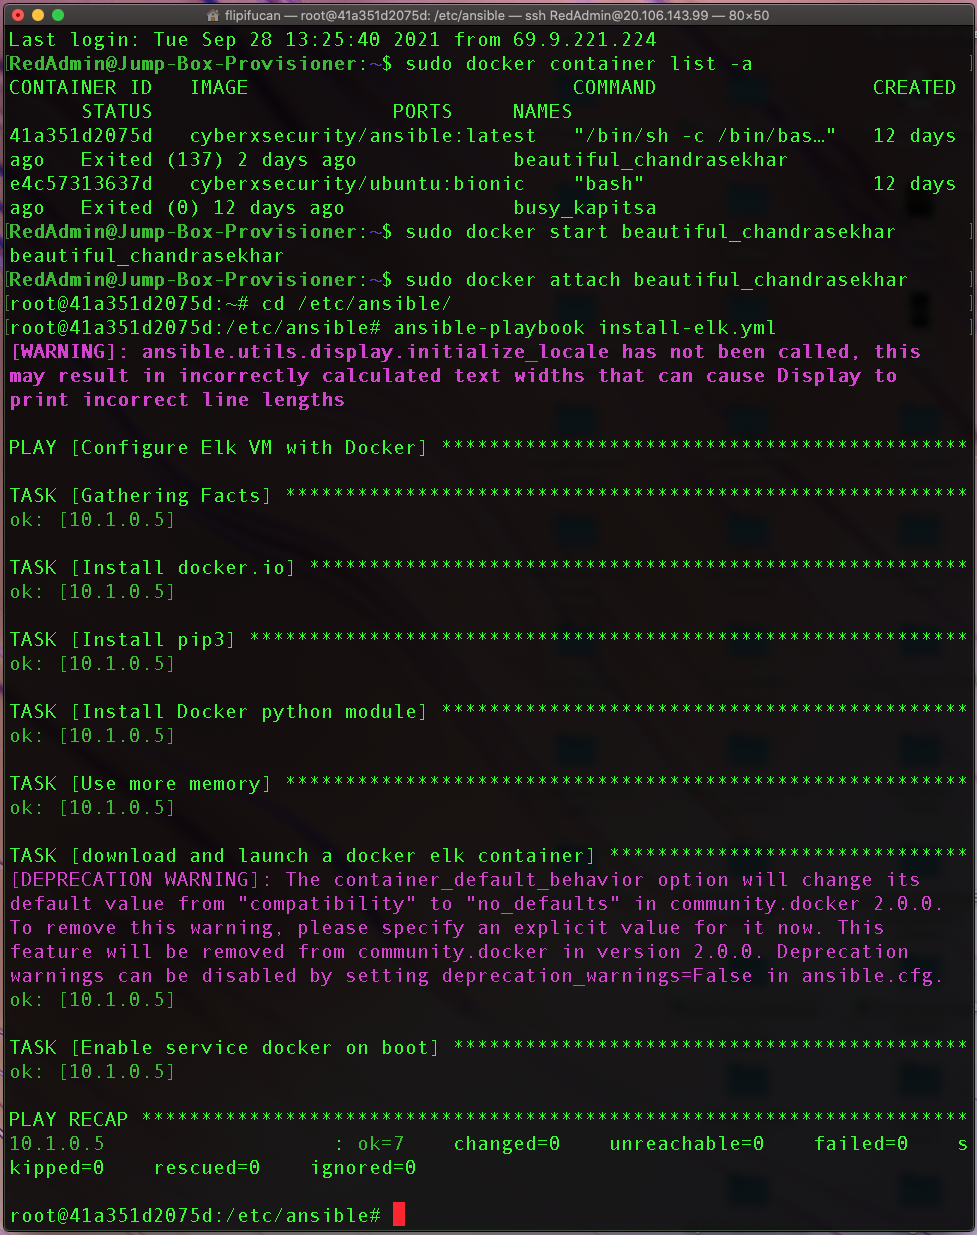 flipifucan — root@41a351d2075d: /etc/ansible — ssh RedAdmin@20.106.143.99 — 80×50
Last login: Tue Sep 28 13:25:40 2021 from 69.9.221.224
[RedAdmin@Jump-Box-Provisioner:~$ sudo docker container list -a ]
CONTAINER ID   IMAGE                           COMMAND                  CREATED
      STATUS                      PORTS     NAMES
41a351d2075d   cyberxsecurity/ansible:latest   "/bin/sh -c /bin/bas…"   12 days
ago   Exited (137) 2 days ago             beautiful_chandrasekhar
e4c57313637d   cyberxsecurity/ubuntu:bionic    "bash"                   12 days
ago   Exited (0) 12 days ago              busy_kapitsa
[RedAdmin@Jump-Box-Provisioner:~$ sudo docker start beautiful_chandrasekhar ]
beautiful_chandrasekhar
[RedAdmin@Jump-Box-Provisioner:~$ sudo docker attach beautiful_chandrasekhar ]
[root@41a351d2075d:~# cd /etc/ansible/ ]
[root@41a351d2075d:/etc/ansible# ansible-playbook install-elk.yml ]
[WARNING]: ansible.utils.display.initialize_locale has not been called, this
may result in incorrectly calculated text widths that can cause Display to
print incorrect line lengths
PLAY [Configure Elk VM with Docker] ********************************************
TASK [Gathering Facts] *********************************************************
ok: [10.1.0.5]
TASK [Install docker.io] *******************************************************
ok: [10.1.0.5]
TASK [Install pip3] ************************************************************
ok: [10.1.0.5]
TASK [Install Docker python module] ********************************************
ok: [10.1.0.5]
TASK [Use more memory] *********************************************************
ok: [10.1.0.5]
TASK [download and launch a docker elk container] ******************************
[DEPRECATION WARNING]: The container_default_behavior option will change its
default value from "compatibility" to "no_defaults" in community.docker 2.0.0.
To remove this warning, please specify an explicit value for it now. This
feature will be removed from community.docker in version 2.0.0. Deprecation
warnings can be disabled by setting deprecation_warnings=False in ansible.cfg.
ok: [10.1.0.5]
TASK [Enable service docker on boot] *******************************************
ok: [10.1.0.5]
PLAY RECAP *********************************************************************
10.1.0.5                   : ok=7    changed=0    unreachable=0    failed=0    s
kipped=0    rescued=0    ignored=0
root@41a351d2075d:/etc/ansible#